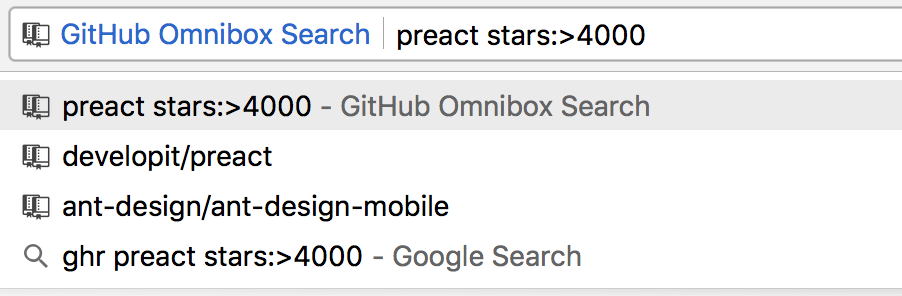 GitHub Omnibox Search preact stars:>4000
preact stars:>4000 - GitHub Omnibox Search
developit/preact
ant-design/ant-design-mobile
ghr preact stars:>4000 - Google Search